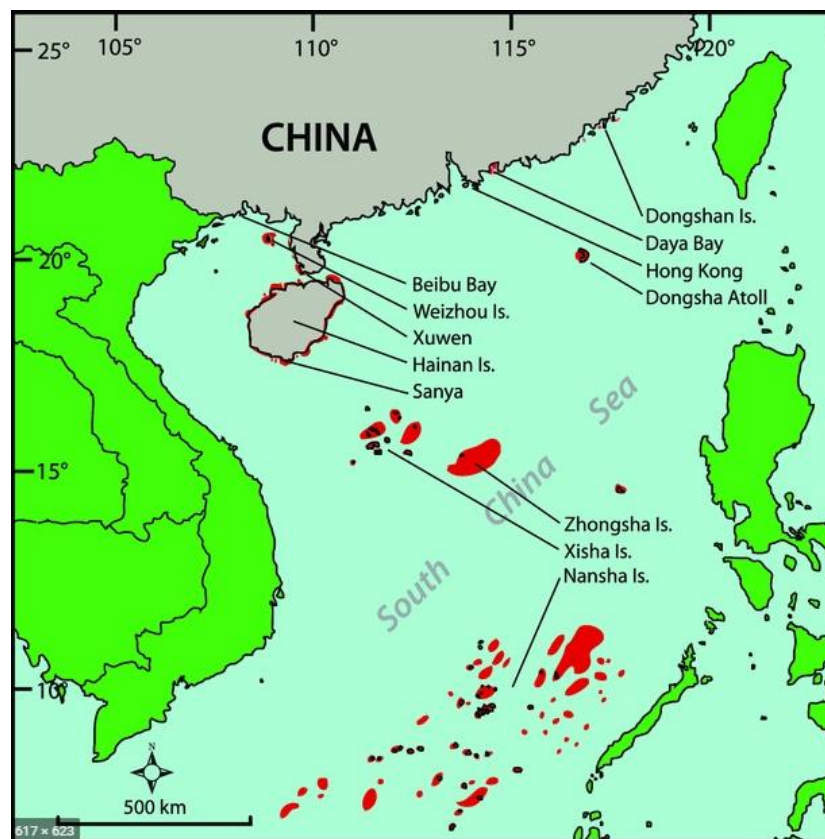 105°
110°
115°
120°
25°
CHINA
Dongshan Is.
Daya Bay
20°
Hong Kong
Beibu Bay
Dongsha Atoll
Weizhou Is.
Xuwen
Hainan Is.
Sanya
15°
South China Sea
Zhongsha Is.
Xisha Is.
Nansha Is.
10°
N
500 km
617 × 623